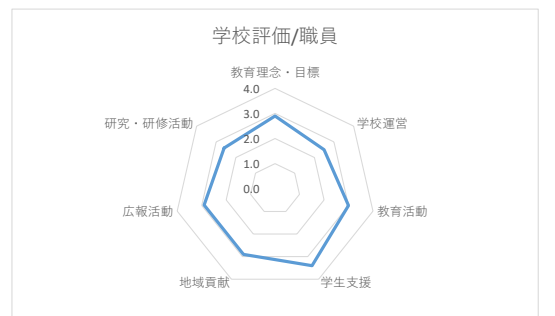 学校評価/職員
教育理念・目標
4.0
3.0
2.0
1.0
0.0
学校運営
教育活動
学生支援
地域貢献
広報活動
研究・研修活動